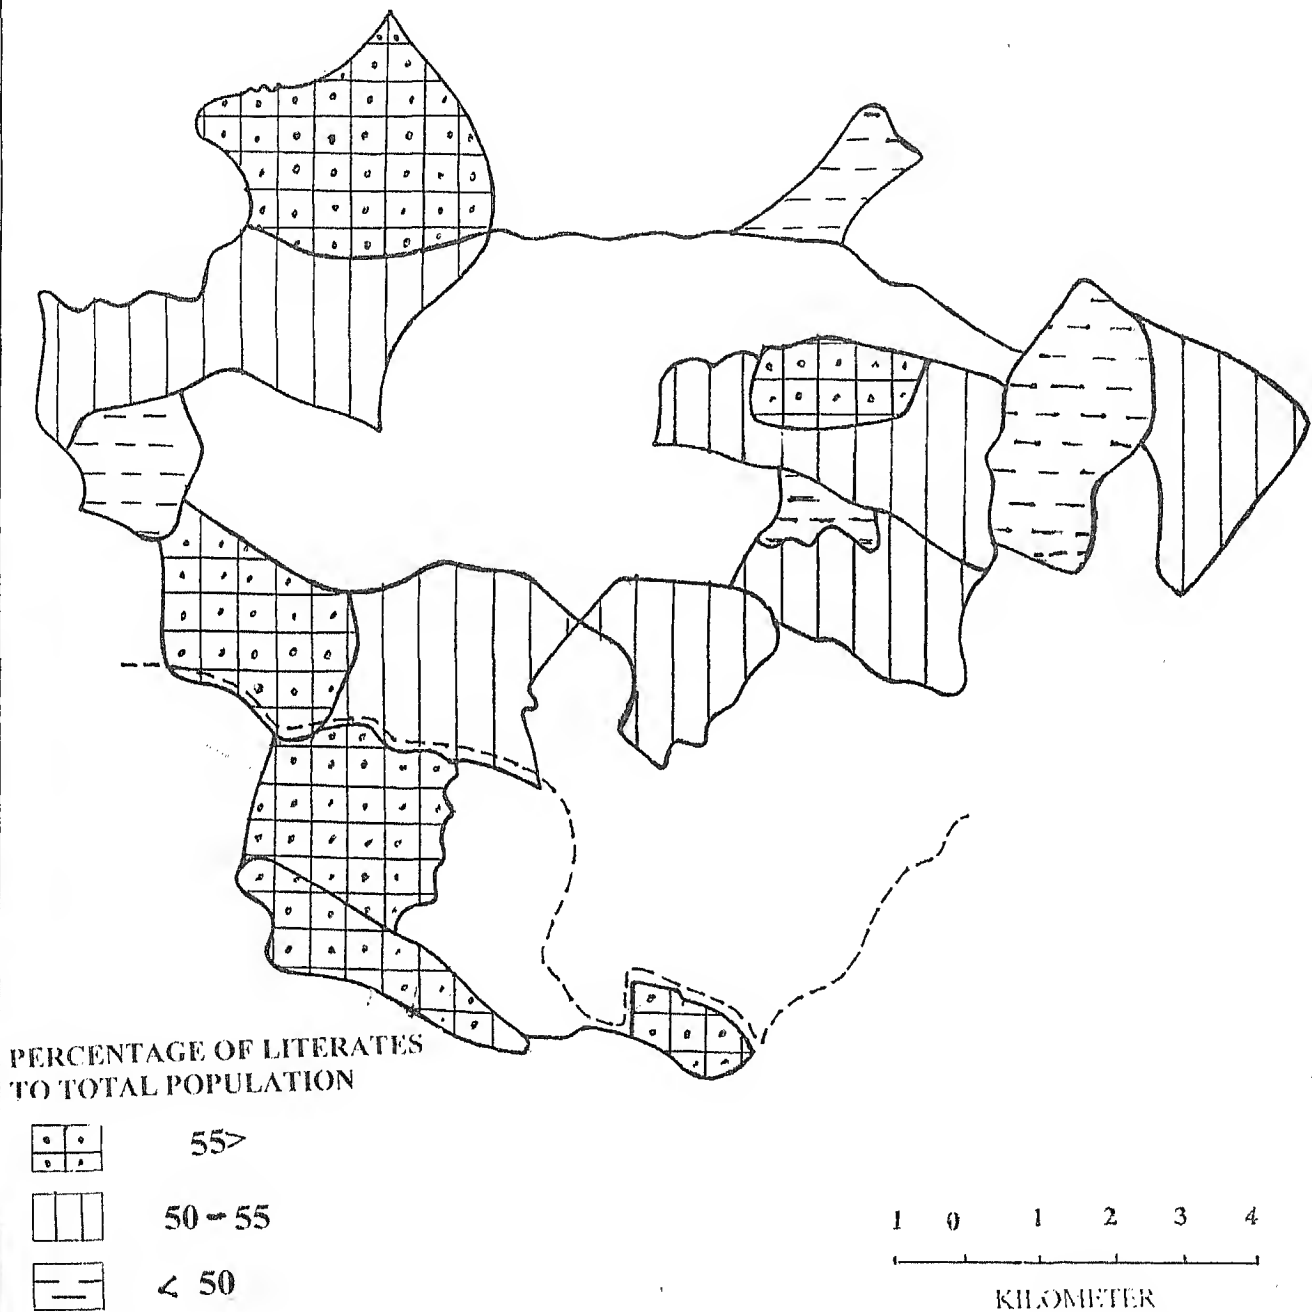 PERCENTAGE OF LITERATES
TO TOTAL POPULATION
55>
50-55
< 50
1 0 1 2 3 4
KILOMETER